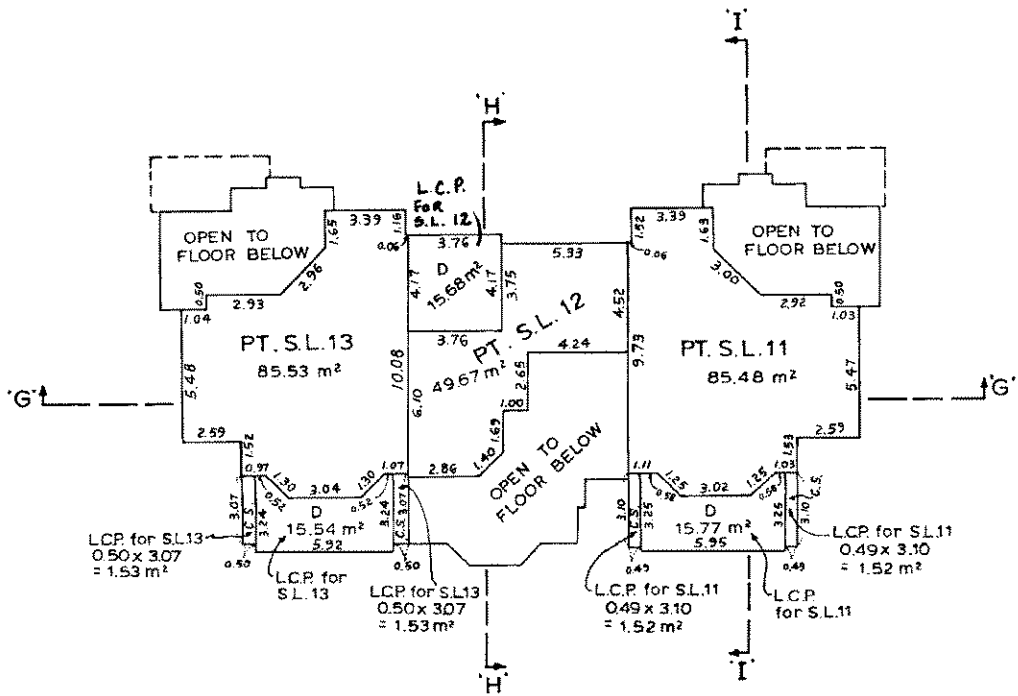 'I'
'H'
L.C.P.
FOR
S.L. 12
3.39
1.16
1.65
0.06
3.76
5.93
1.52
3.39
1.63
0.06
OPEN TO
FLOOR BELOW
OPEN TO
FLOOR BELOW
2.96
D
15.68 m²
4.17
4.17
3.75
3.00
0.50
2.93
1.04
2.92
0.50
1.03
3.76
PT. S.L. 12
49.67 m²
4.52
4.24
PT. S.L.13
85.53 m²
10.08
9.79
PT. S.L.11
85.48 m²
5.48
6.10
2.65
1.00
5.47
'G'
'G'
2.59
1.52
1.69
1.40
2.86
OPEN TO
FLOOR BELOW
2.59
1.53
0.97
1.30
3.04
1.30
1.07
0.52
0.52
1.11
1.25
3.02
1.25
1.03
0.58
0.58
3.07
C.S.
3.24
D
15.54 m²
3.24
C.S.
3.07
5.92
3.10
C.S.
3.25
D
15.77 m²
3.25
C.S.
3.10
5.95
0.50
0.50
0.49
0.49
L.C.P. for S.L.13
0.50 x 3.07
= 1.53 m²
L.C.P. for
S.L. 13
L.C.P. for S.L.13
0.50 x 3.07
= 1.53 m²
L.C.P. for S.L.11
0.49 x 3.10
= 1.52 m²
L.C.P.
for S.L.11
L.C.P. for S.L.11
0.49 x 3.10
= 1.52 m²
'H'
'I'